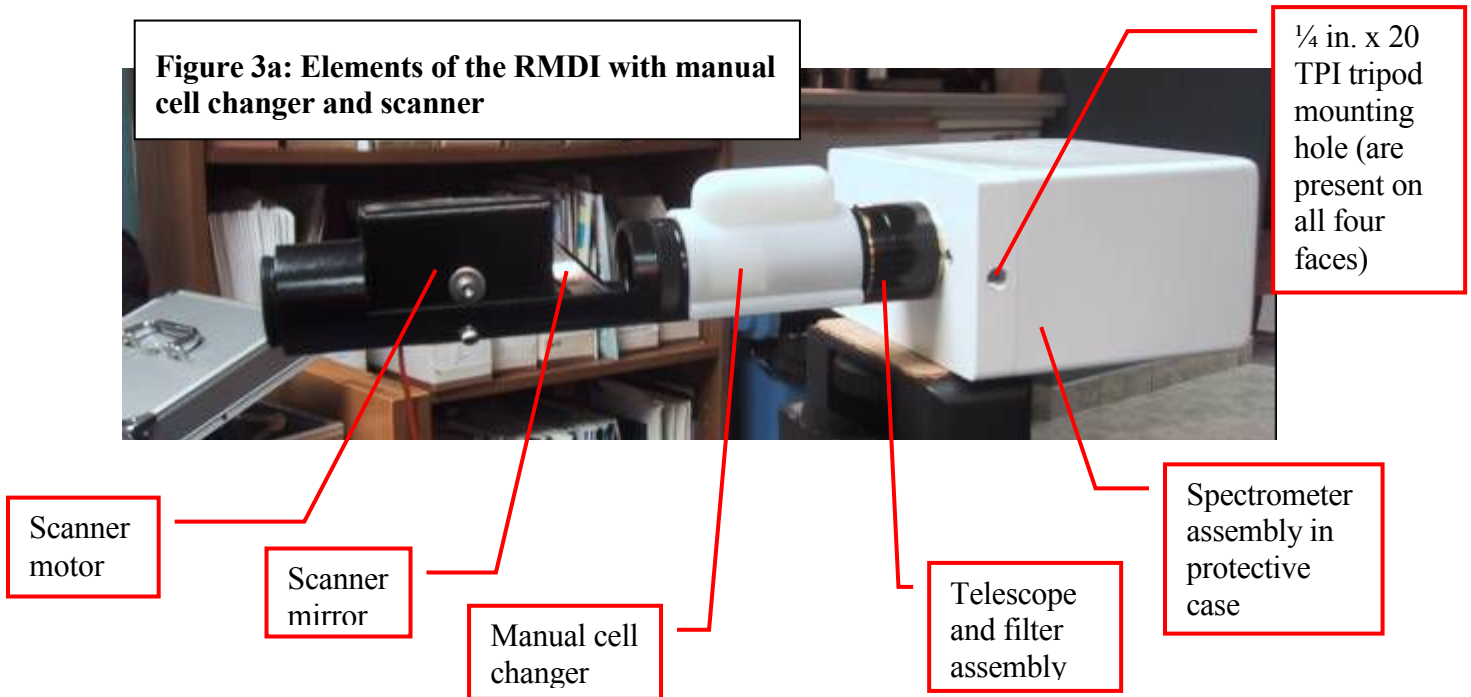 Figure 3a: Elements of the RMDI with manual
cell changer and scanner
¼ in. x 20
TPI tripod
mounting
hole (are
present on
all four
faces)
Scanner
motor
Scanner
mirror
Manual cell
changer
Telescope
and filter
assembly
Spectrometer
assembly in
protective
case